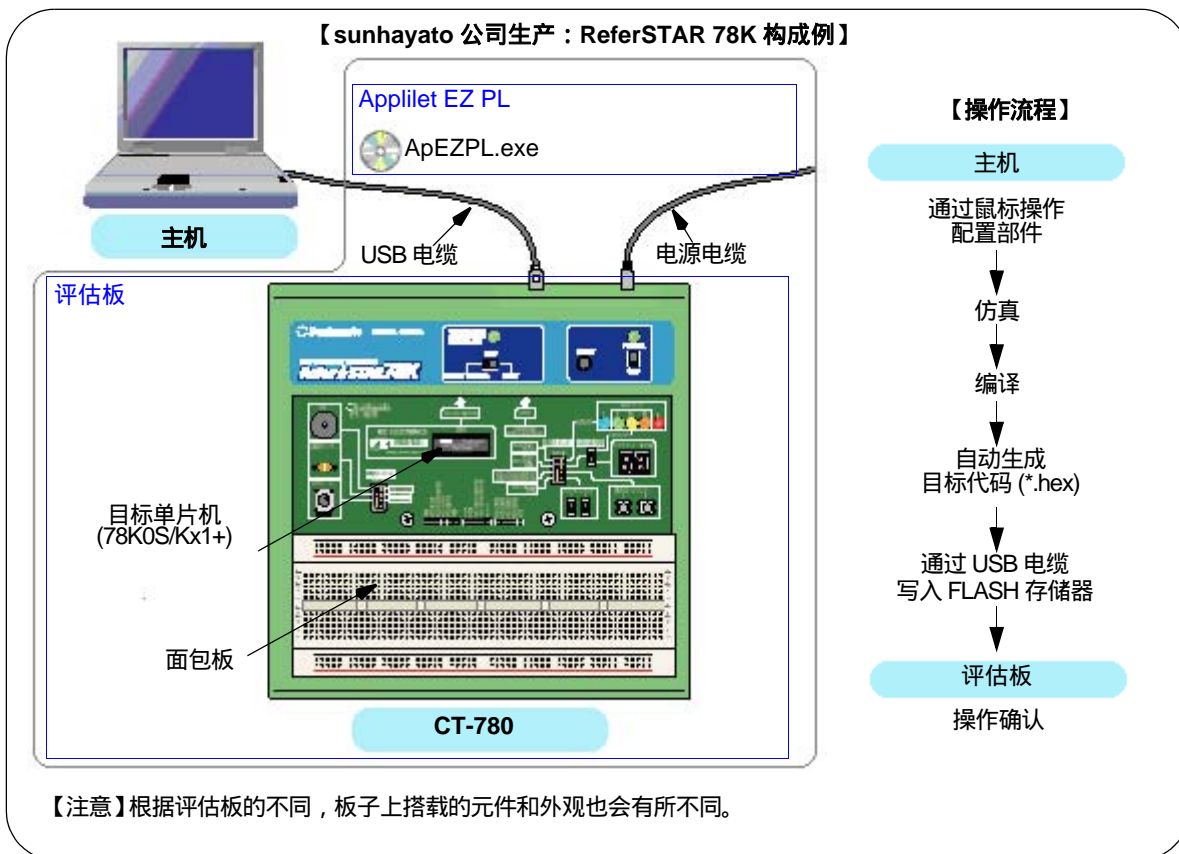 【sunhayato 公司生产：ReferSTAR 78K 构成例】
Applilet EZ PL
ApEZPL.exe
主机
USB 电缆
电源电缆
评估板
目标单片机
(78K0S/Kx1+)
面包板
CT-780
【操作流程】
主机
通过鼠标操作
配置部件
仿真
编译
自动生成
目标代码 (*.hex)
通过 USB 电缆
写入 FLASH 存储器
评估板
操作确认
【注意】根据评估板的不同，板子上搭载的元件和外观也会有所不同。